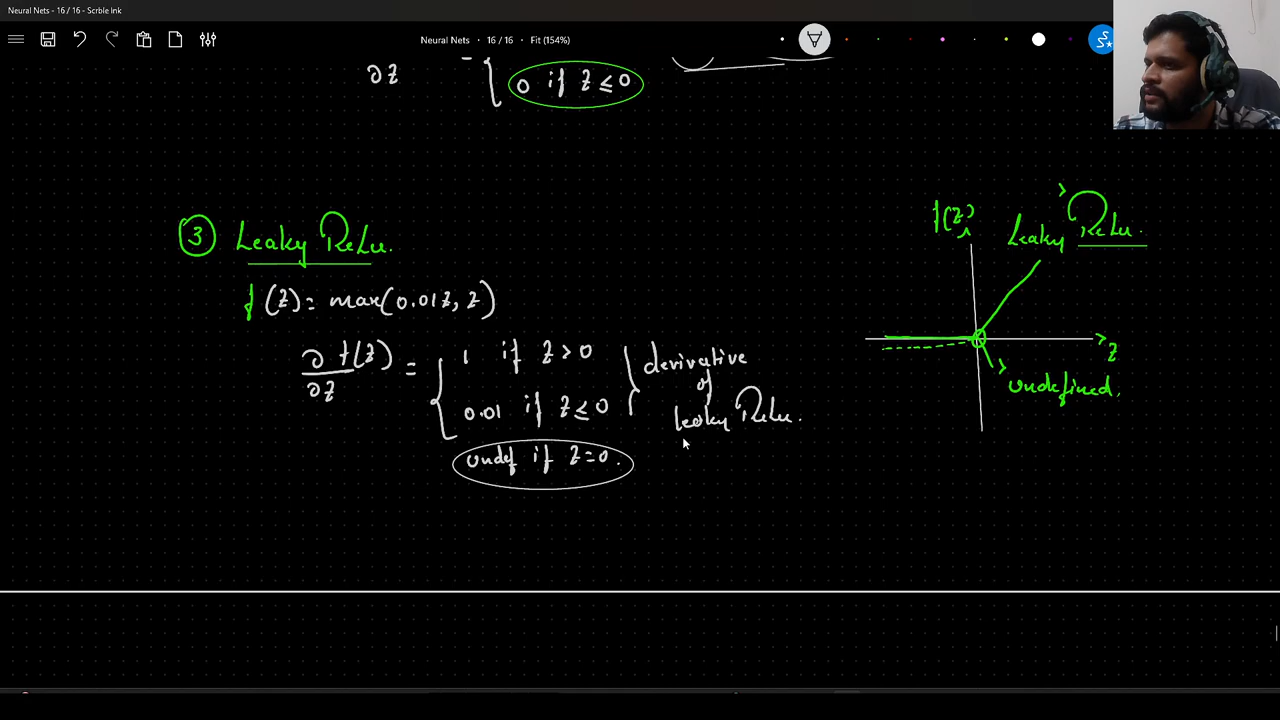 Neural Nets - 16 / 16 - Scrble Ink
Neural Nets • 16 / 16 • Fit (154%)
∂z
0 if z ≤ 0
③ Leaky ReLu.
f(z) = max(0.01z, z)
∂f(z)/∂z = { 1 if z > 0
0.01 if z ≤ 0
undef if z=0.
} derivative
of
leaky ReLu.
f(z)
Leaky ReLu.
z
undefined.